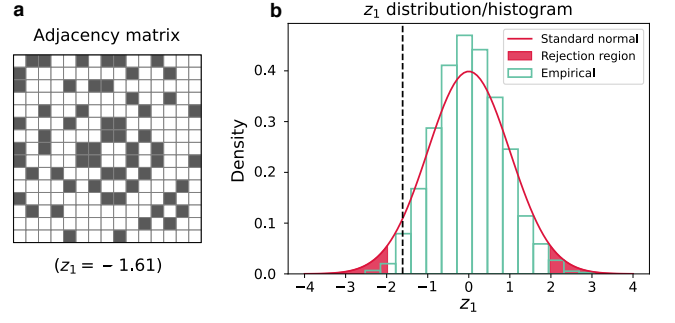 a
Adjacency matrix
(z₁ = − 1.61)
b
z₁ distribution/histogram
Standard normal
Rejection region
Empirical
Density
0.4
0.3
0.2
0.1
0.0
−4 −3 −2 −1 0 1 2 3 4
z₁